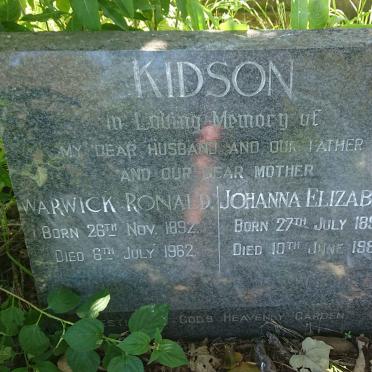 KIDSON
In Loving Memory of
MY DEAR HUSBAND AND OUR FATHER
AND OUR DEAR MOTHER
WARWICK RONALD JOHANNA ELIZAB
BORN 26TH NOV. 1892. BORN 27TH JULY 189
DIED 8TH JULY 1962. DIED 10TH JUNE 198
GOD'S HEAVENLY GARDEN